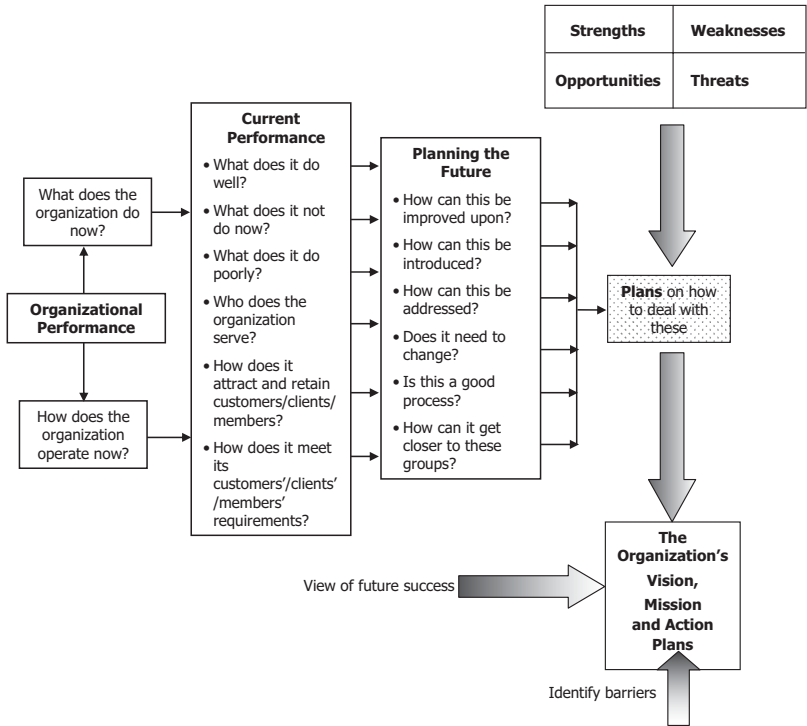 Strengths
Weaknesses
Opportunities
Threats
What does the
organization do
now?
Organizational
Performance
How does the
organization
operate now?
Current
Performance
• What does it do
well?
• What does it not
do now?
• What does it do
poorly?
• Who does the
organization
serve?
• How does it
attract and retain
customers/clients/
members?
• How does it meet
its
customers’/clients’
/members’
requirements?
Planning the
Future
• How can this be
improved upon?
• How can this be
introduced?
• How can this be
addressed?
• Does it need to
change?
• Is this a good
process?
• How can it get
closer to these
groups?
Plans on how
to deal with
these
View of future success
The
Organization’s
Vision,
Mission
and Action
Plans
Identify barriers